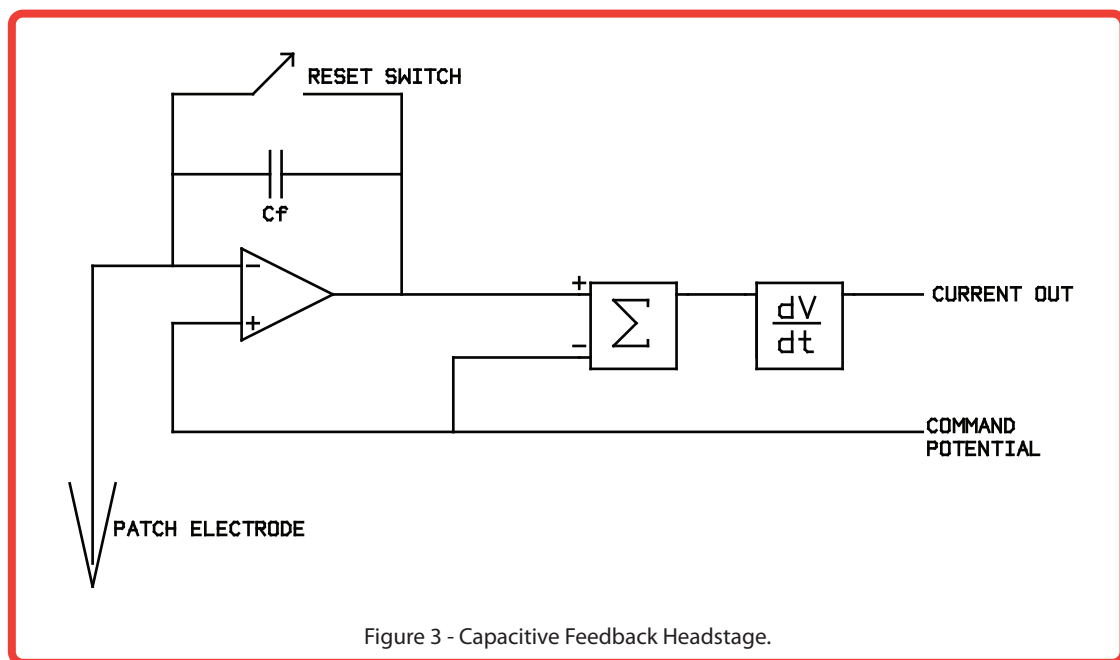 RESET SWITCH
Cf
−
+
+
−
Σ
dV
dt
CURRENT OUT
COMMAND
POTENTIAL
PATCH ELECTRODE
Figure 3 - Capacitive Feedback Headstage.